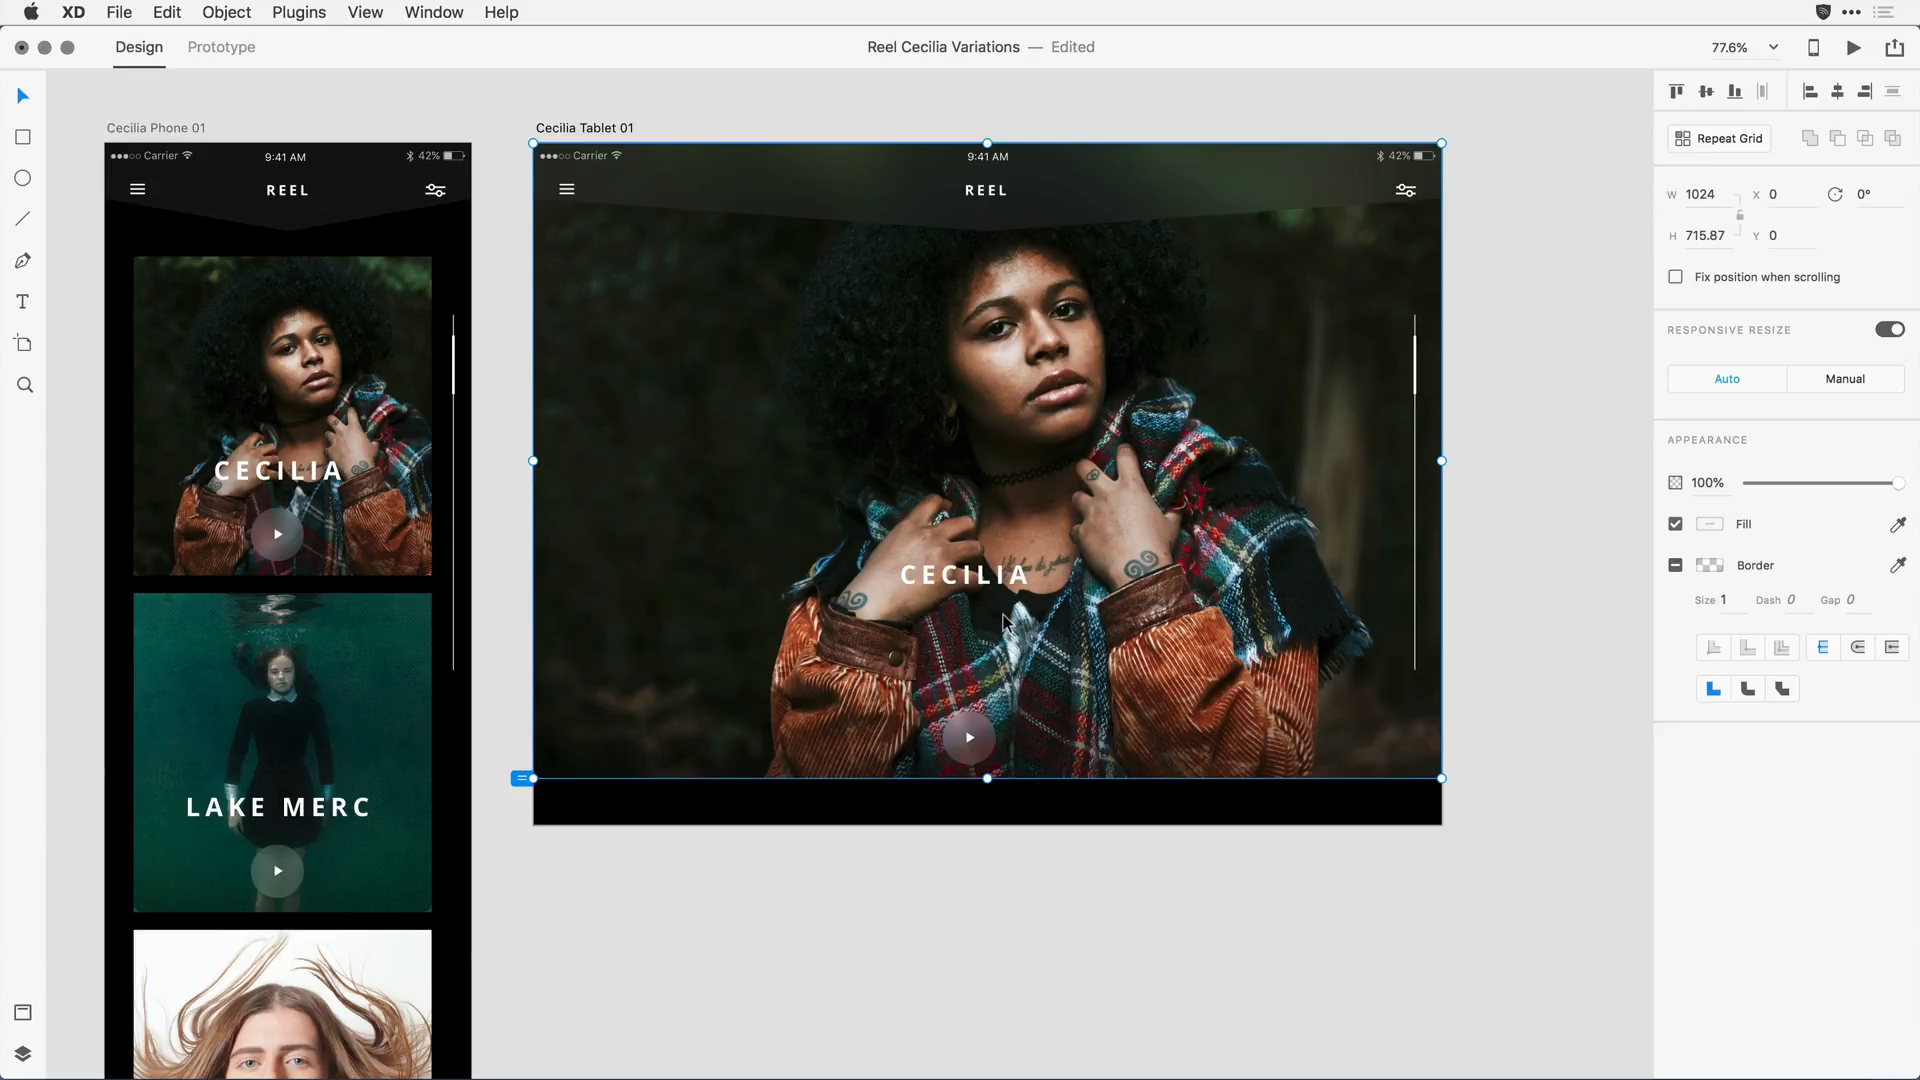 XD File Edit Object Plugins View Window Help
Design Prototype
Reel Cecilia Variations — Edited
77.6%
Cecilia Phone 01
Carrier 9:41 AM 42%
REEL
CECILIA
LAKE MERC
Cecilia Tablet 01
Carrier 9:41 AM 42%
REEL
CECILIA
Repeat Grid
W 1024 X 0 0°
H 715.87 Y 0
Fix position when scrolling
RESPONSIVE RESIZE
Auto Manual
APPEARANCE
100%
Fill
Border
Size 1 Dash 0 Gap 0